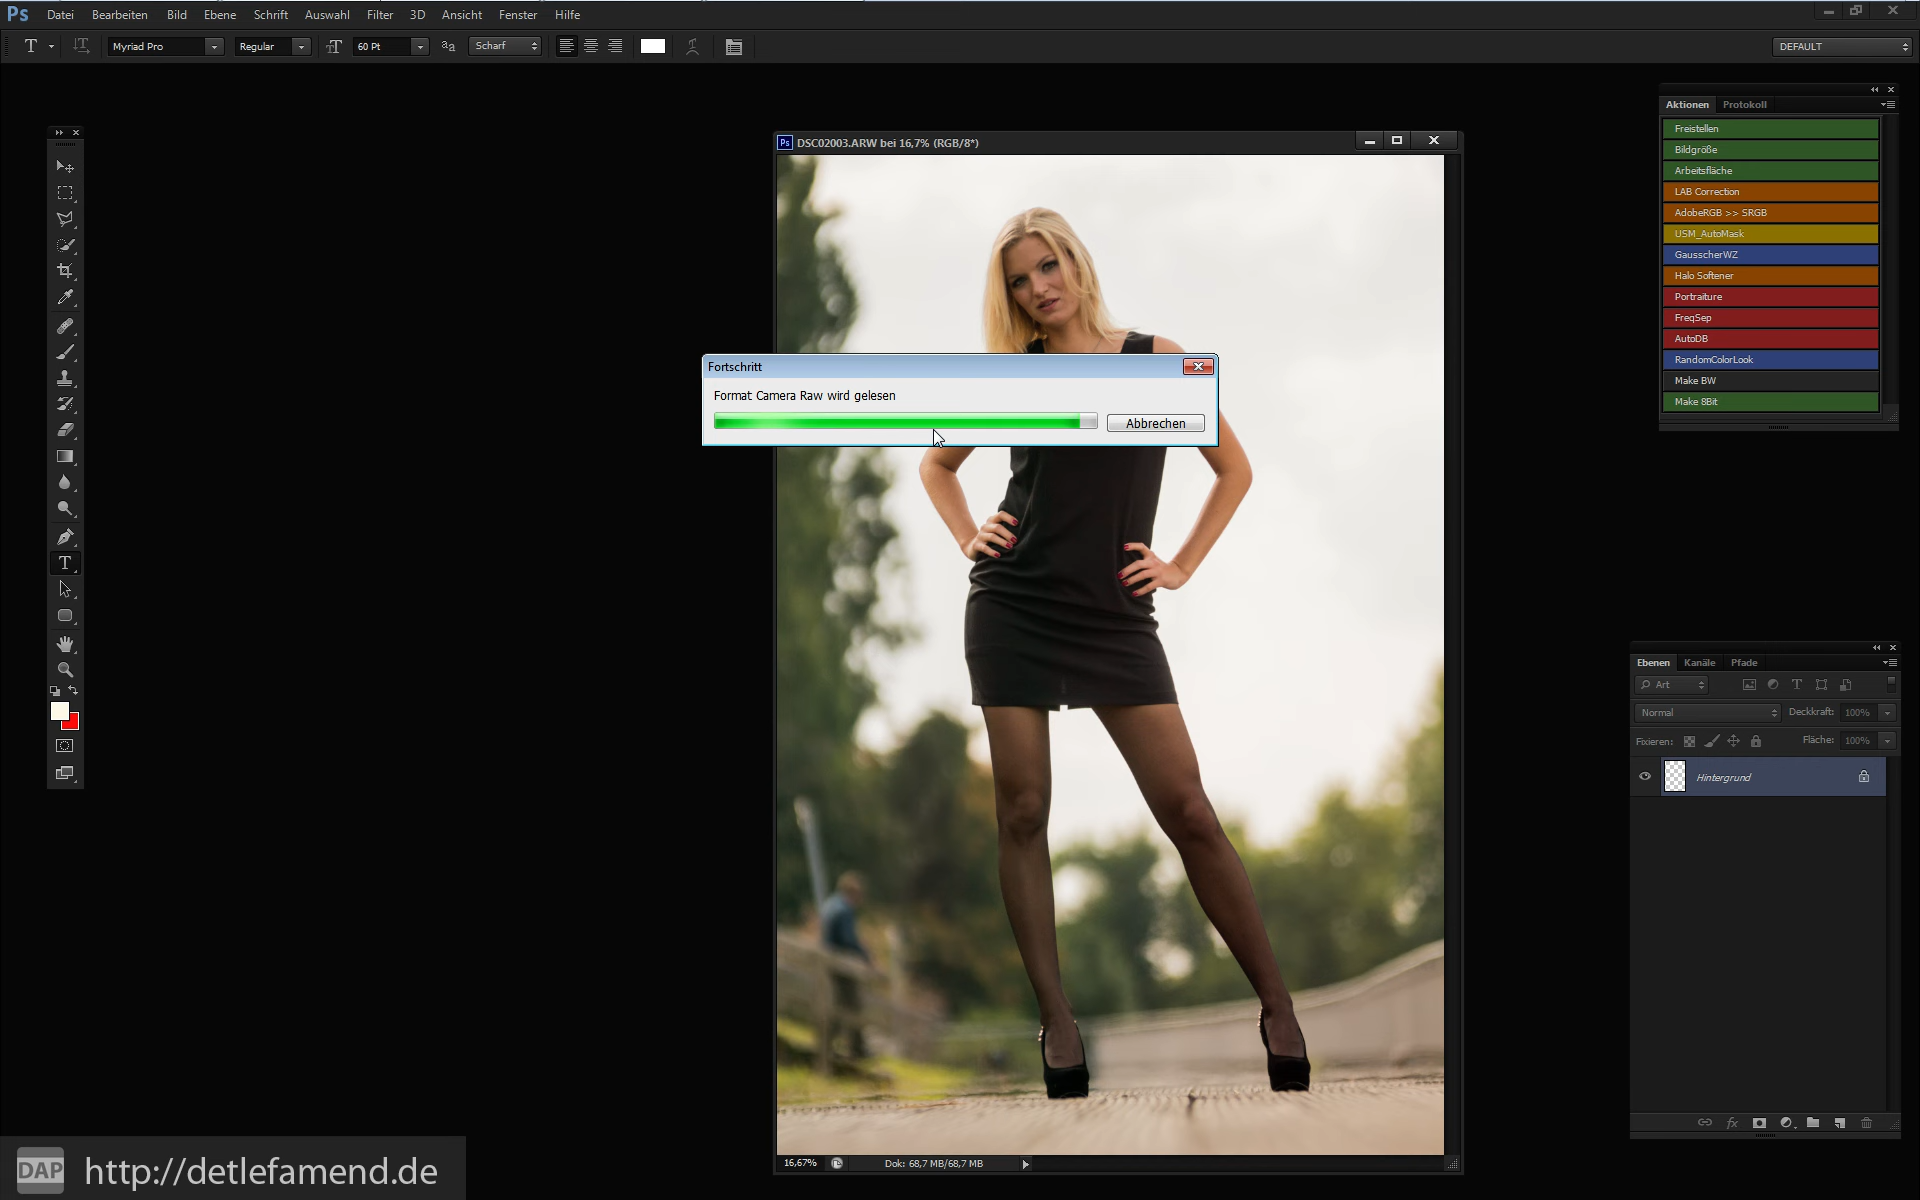 Ps Datei Bearbeiten Bild Ebene Schrift Auswahl Filter 3D Ansicht Fenster Hilfe
T Myriad Pro Regular 60 Pt Scharf DEFAULT
Aktionen Protokoll
Freistellen
Bildgröße
Arbeitsfläche
LAB Correction
AdobeRGB >> SRGB
USM_AutoMask
GausscherWZ
Halo Softener
Portraiture
FreqSep
AutoDB
RandomColorLook
Make BW
Make 8Bit
Ps DSC02003.ARW bei 16,7% (RGB/8*)
Fortschritt
Format Camera Raw wird gelesen
Abbrechen
Ebenen Kanäle Pfade
Art
Normal Deckkraft: 100%
Fixieren: Fläche: 100%
Hintergrund
fx
16,67% Dok: 68,7 MB/68,7 MB
DAP http://detlefamend.de